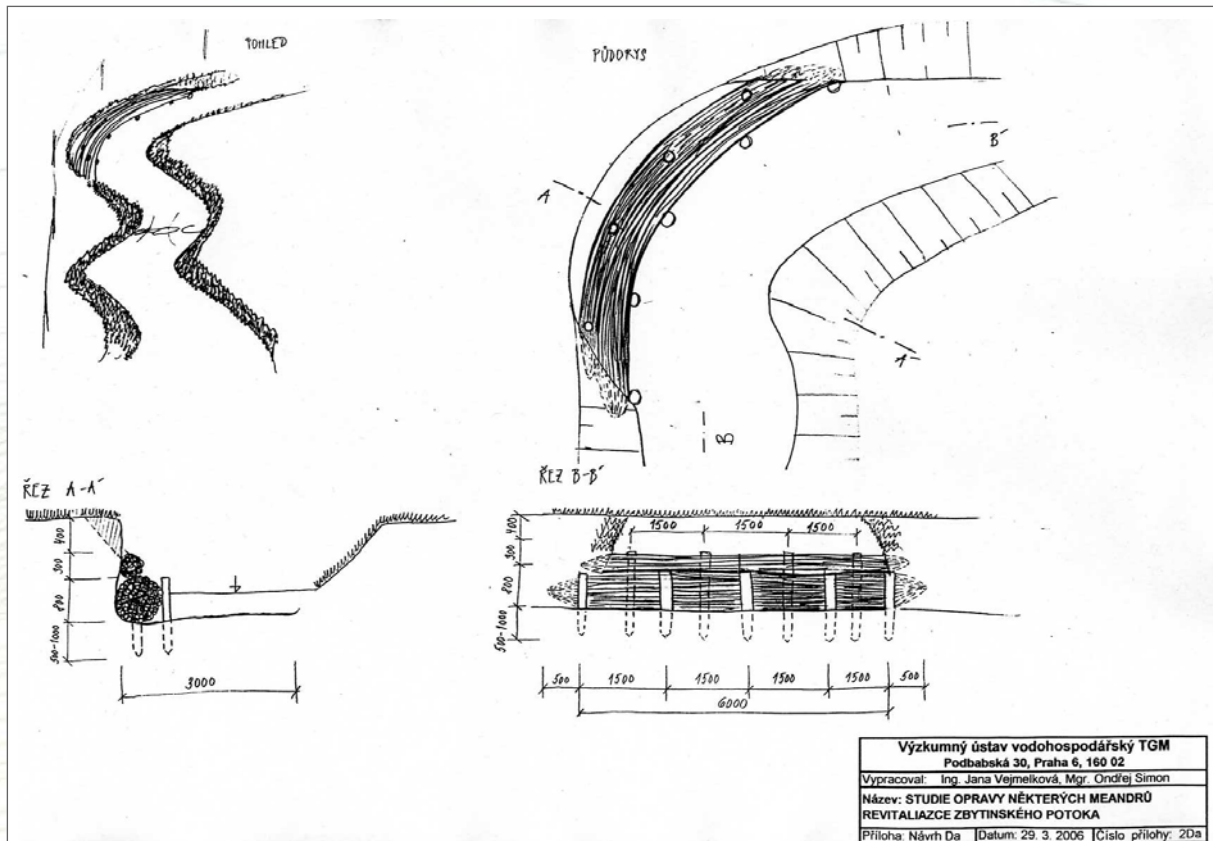 POHLED
PŮDORYS
A
B'
A'
B
ŘEZ A-A'
400
300
800
500-1000
3000
ŘEZ B-B'
1500 1500 1500
400
300
800
500-1000
500 1500 1500 1500 1500 500
6000
Výzkumný ústav vodohospodářský TGM
Podbabská 30, Praha 6, 160 02
Vypracoval: Ing. Jana Vejmelková, Mgr. Ondřej Simon
Název: STUDIE OPRAVY NĚKTERÝCH MEANDRŮ
REVITALIAZCE ZBYTINSKÉHO POTOKA
Příloha: Návrh Da Datum: 29. 3. 2006 Číslo přílohy: 2Da